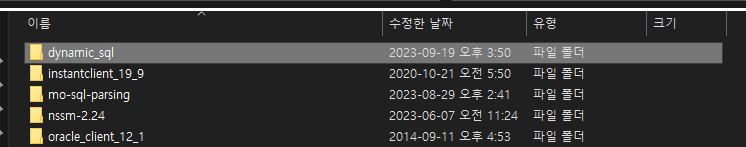 이름 수정한 날짜 유형 크기
dynamic_sql 2023-09-19 오후 3:50 파일 폴더
instantclient_19_9 2020-10-21 오전 5:50 파일 폴더
mo-sql-parsing 2023-08-29 오후 2:41 파일 폴더
nssm-2.24 2023-06-07 오전 11:24 파일 폴더
oracle_client_12_1 2014-09-11 오후 4:53 파일 폴더